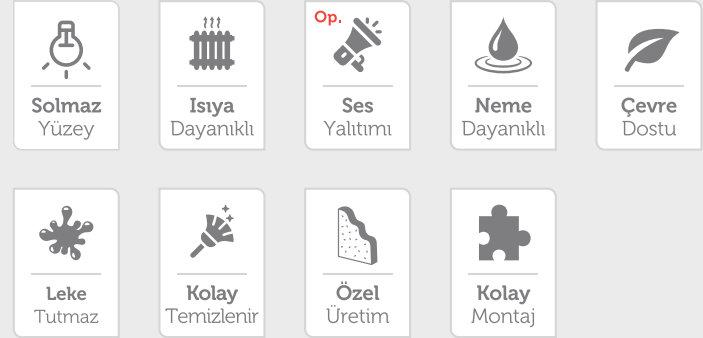 Op.
Solmaz
Yüzey
Isıya
Dayanıklı
Ses
Yalıtımı
Neme
Dayanıklı
Çevre
Dostu
Leke
Tutmaz
Kolay
Temizlenir
Özel
Üretim
Kolay
Montaj